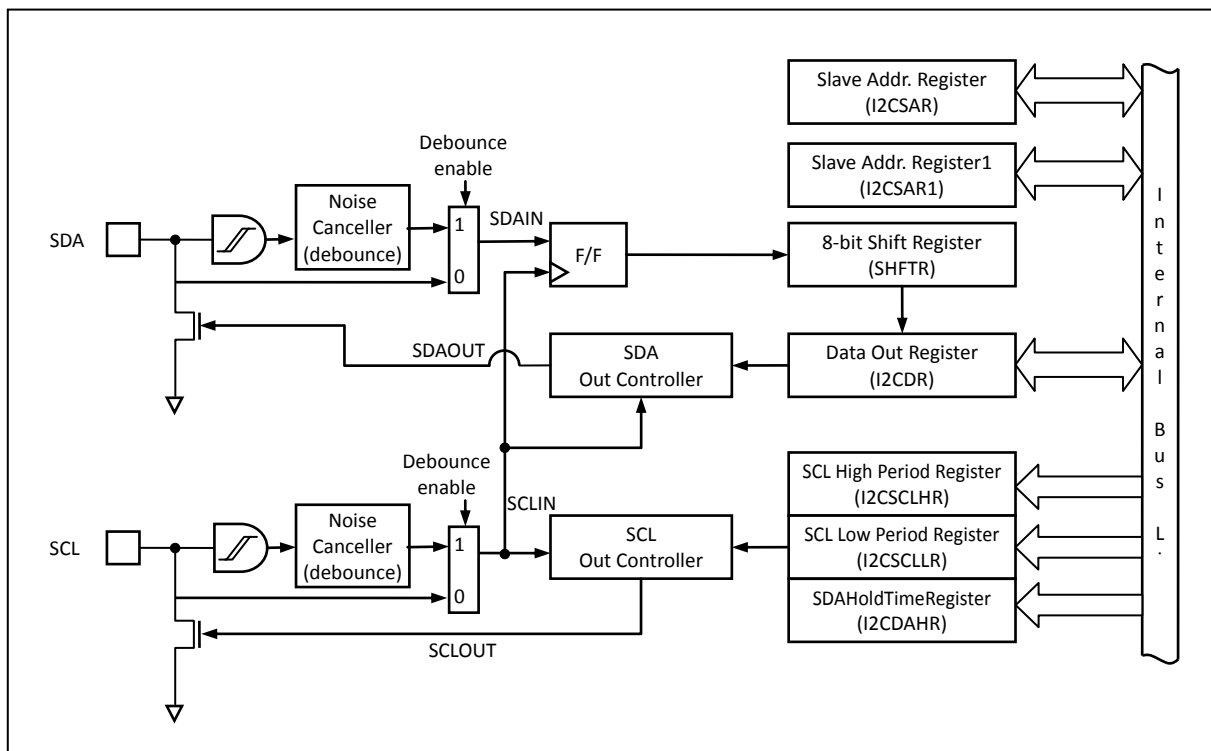 Slave Addr. Register
(I2CSAR)
Debounce
enable
Slave Addr. Register1
(I2CSAR1)
Noise
Canceller
(debounce)
1
0
SDAIN
SDA
F/F
8-bit Shift Register
(SHFTR)
SDAOUT
SDA
Out Controller
Data Out Register
(I2CDR)
Debounce
enable
SCL High Period Register
(I2CSCLHR)
Noise
Canceller
(debounce)
1
0
SCLIN
SCL
SCL
Out Controller
SCL Low Period Register
(I2CSCLLR)
SDAHoldTimeRegister
(I2CDAHR)
SCLOUT
Internal Bus L.